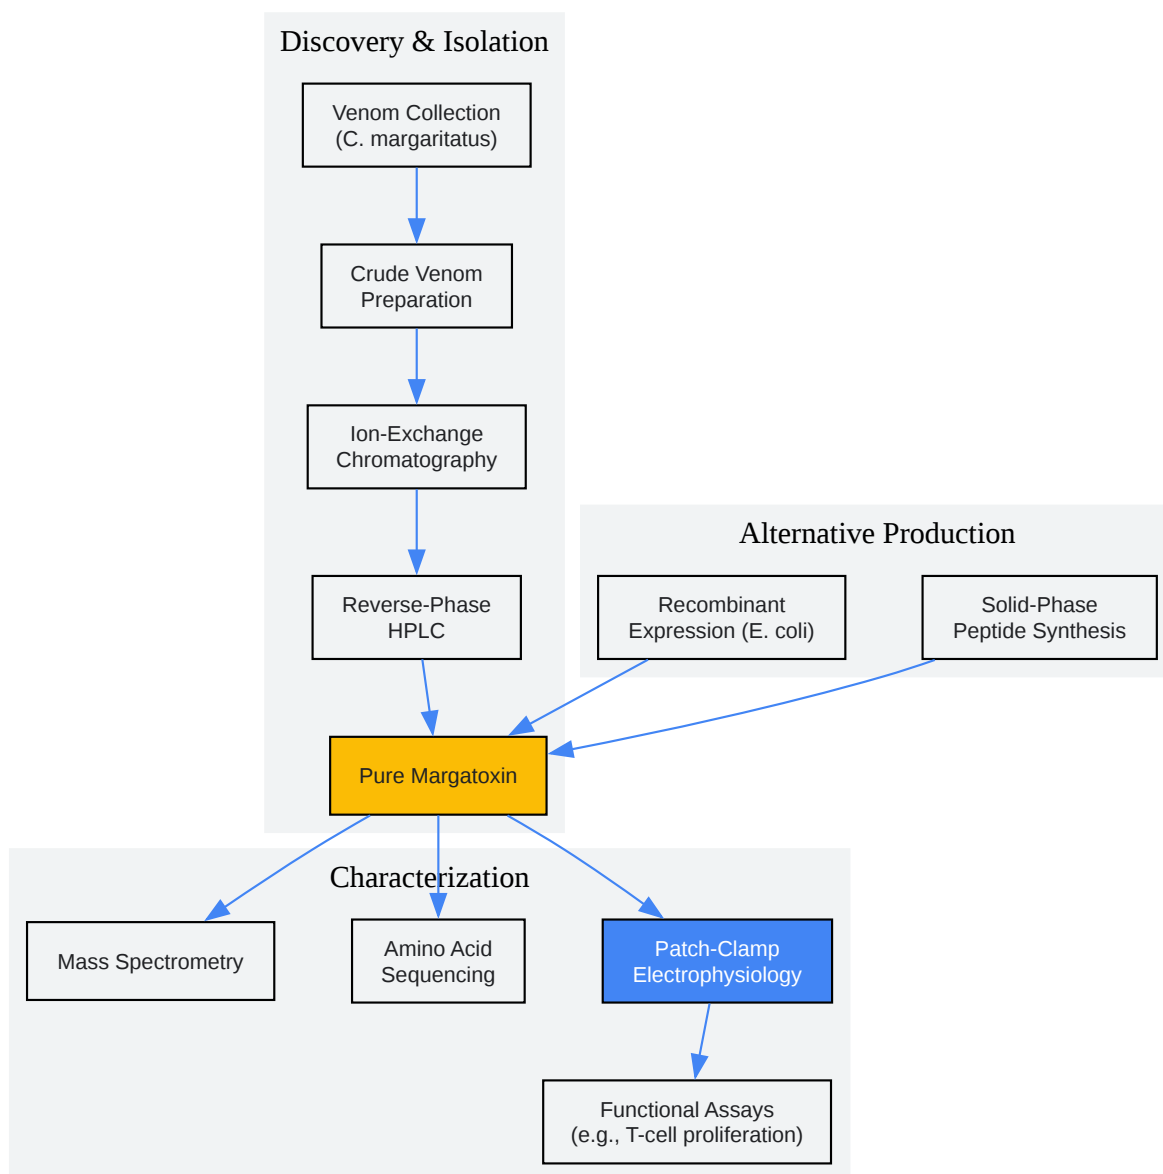 Discovery & Isolation
Venom Collection
(C. margaritatus)
Crude Venom
Preparation
Ion-Exchange
Chromatography
Alternative Production
Reverse-Phase
HPLC
Recombinant
Expression (E. coli)
Solid-Phase
Peptide Synthesis
Pure Margatoxin
Characterization
Mass Spectrometry
Amino Acid
Sequencing
Patch-Clamp
Electrophysiology
Functional Assays
(e.g., T-cell proliferation)